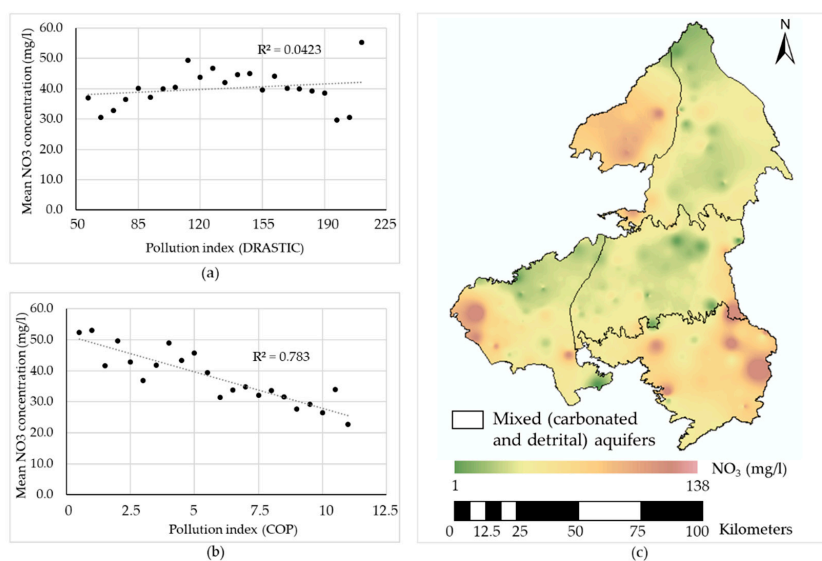 60.0
50.0
40.0
30.0
20.0
10.0
0.0
Mean NO3 concentration (mg/l)
R² = 0.0423
50 85 120 155 190 225
Pollution index (DRASTIC)
(a)
60.0
50.0
40.0
30.0
20.0
10.0
0.0
Mean NO3 concentration (mg/l)
R² = 0.783
0 2.5 5 7.5 10 12.5
Pollution index (COP)
(b)
N
Mixed (carbonated
and detrital) aquifers
NO₃ (mg/l)
1 138
0 12.5 25 50 75 100 Kilometers
(c)